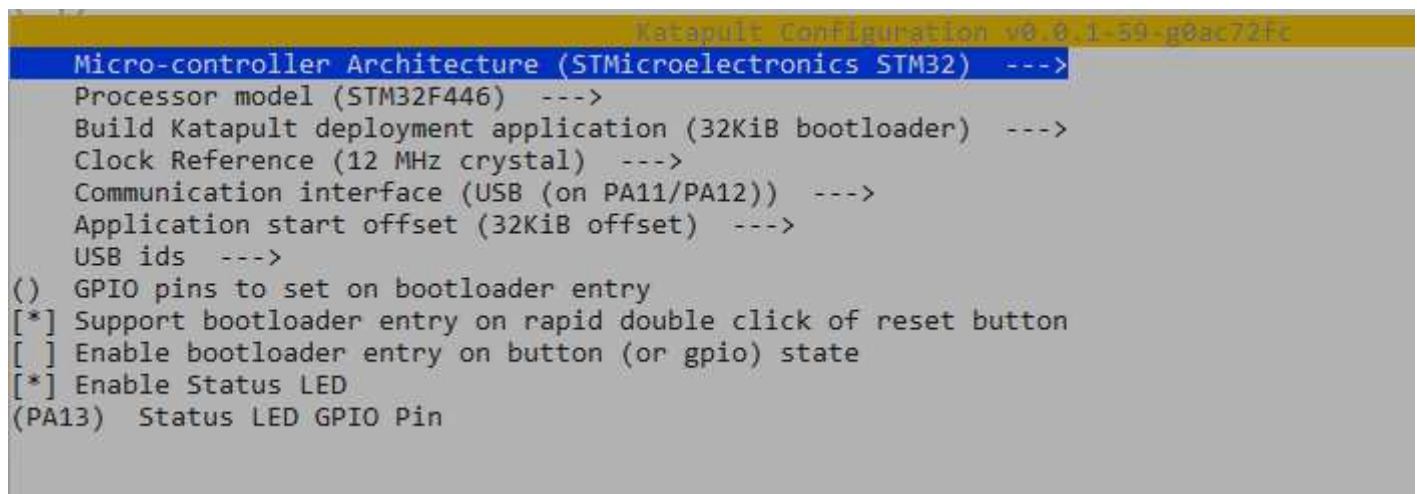 Katapult Configuration v0.0.1-59-g0ac72fc
Micro-controller Architecture (STMicroelectronics STM32)  --->
Processor model (STM32F446)  --->
Build Katapult deployment application (32KiB bootloader)  --->
Clock Reference (12 MHz crystal)  --->
Communication interface (USB (on PA11/PA12))  --->
Application start offset (32KiB offset)  --->
USB ids  --->
()  GPIO pins to set on bootloader entry
[*] Support bootloader entry on rapid double click of reset button
[ ] Enable bootloader entry on button (or gpio) state
[*] Enable Status LED
(PA13)  Status LED GPIO Pin